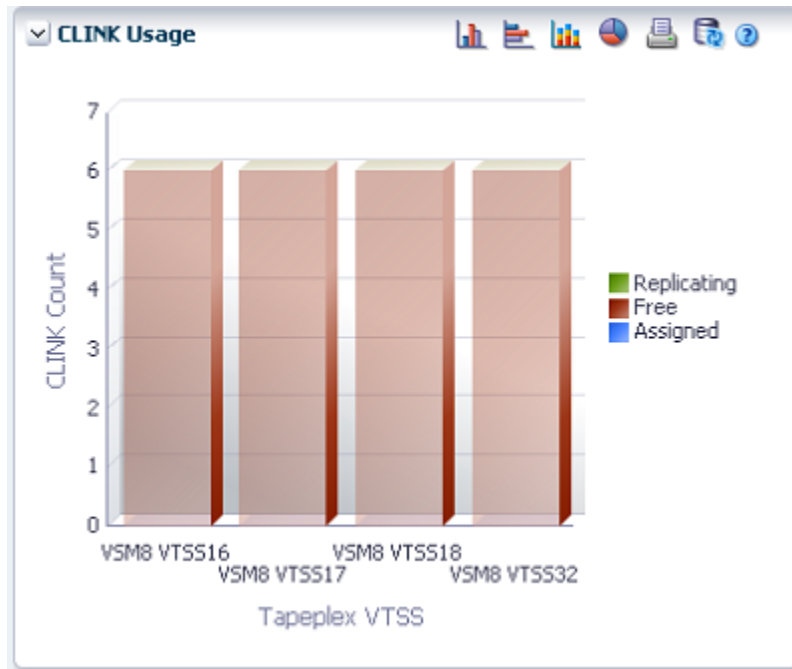 CLINK Usage
7
6
5
4
3
2
1
0
CLINK Count
VSM8 VTSS16
VSM8 VTSS17
VSM8 VTSS18
VSM8 VTSS32
Tapeplex VTSS
Replicating
Free
Assigned